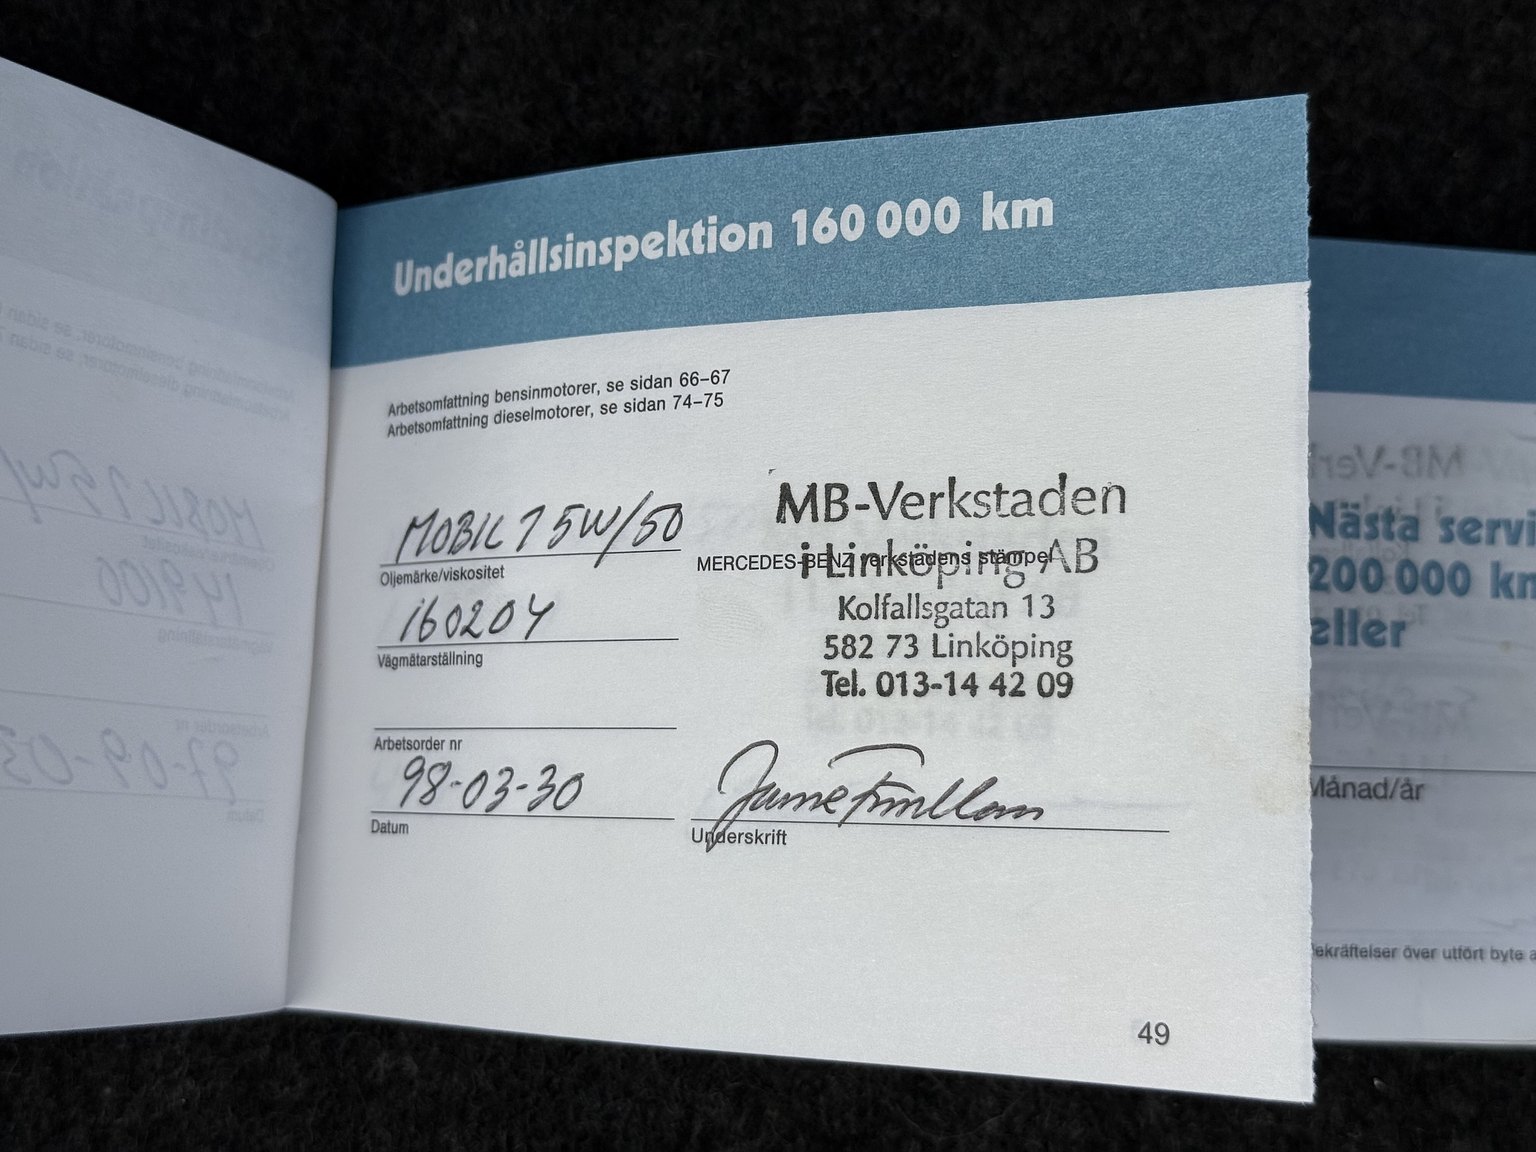 Underhållsinspektion 160 000 km
Arbetsomfattning bensinmotorer, se sidan 66–67
Arbetsomfattning dieselmotorer, se sidan 74–75
MOBIL 1 5W/50
Oljemärke/viskositet
160204
Vägmätarställning
Arbetsorder nr
98-03-30
Datum
MB-Verkstaden
i Linköping AB
MERCEDES-BENZ verkstadens stämpel
Kolfallsgatan 13
582 73 Linköping
Tel. 013-14 42 09
Underskrift
49
Nästa servi
200 000 km
eller
Månad/år
ekräftelser över utfört byte a